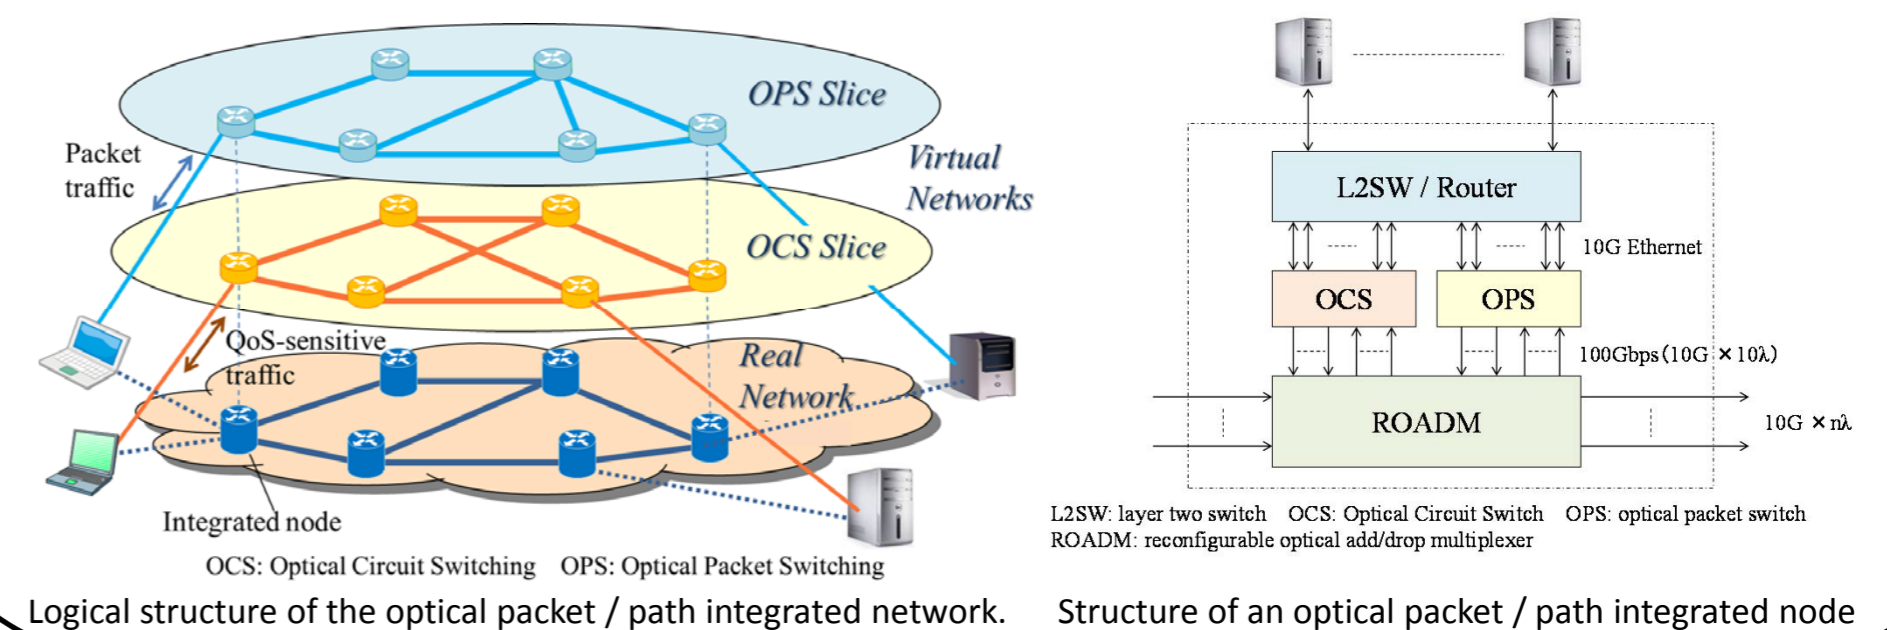 OPS Slice
Packet
traffic
Virtual
Networks
OCS Slice
QoS-sensitive
traffic
Real
Network
Integrated node
OCS: Optical Circuit Switching OPS: Optical Packet Switching
Logical structure of the optical packet / path integrated network.
L2SW / Router
10G Ethernet
OCS
OPS
100Gbps(10G ×10λ)
ROADM
10G ×nλ
L2SW: layer two switch OCS: Optical Circuit Switch OPS: optical packet switch
ROADM: reconfigurable optical add/drop multiplexer
Structure of an optical packet / path integrated node